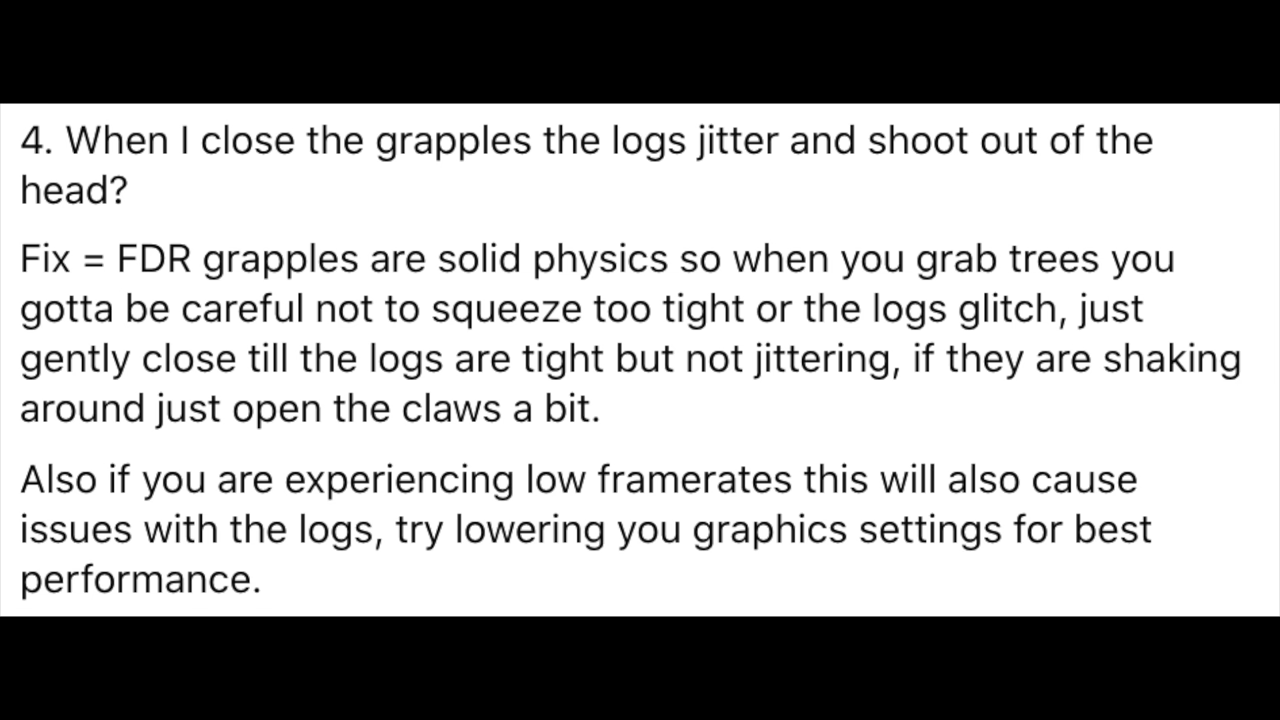 4. When I close the grapples the logs jitter and shoot out of the
head?
Fix = FDR grapples are solid physics so when you grab trees you
gotta be careful not to squeeze too tight or the logs glitch, just
gently close till the logs are tight but not jittering, if they are shaking
around just open the claws a bit.
Also if you are experiencing low framerates this will also cause
issues with the logs, try lowering you graphics settings for best
performance.